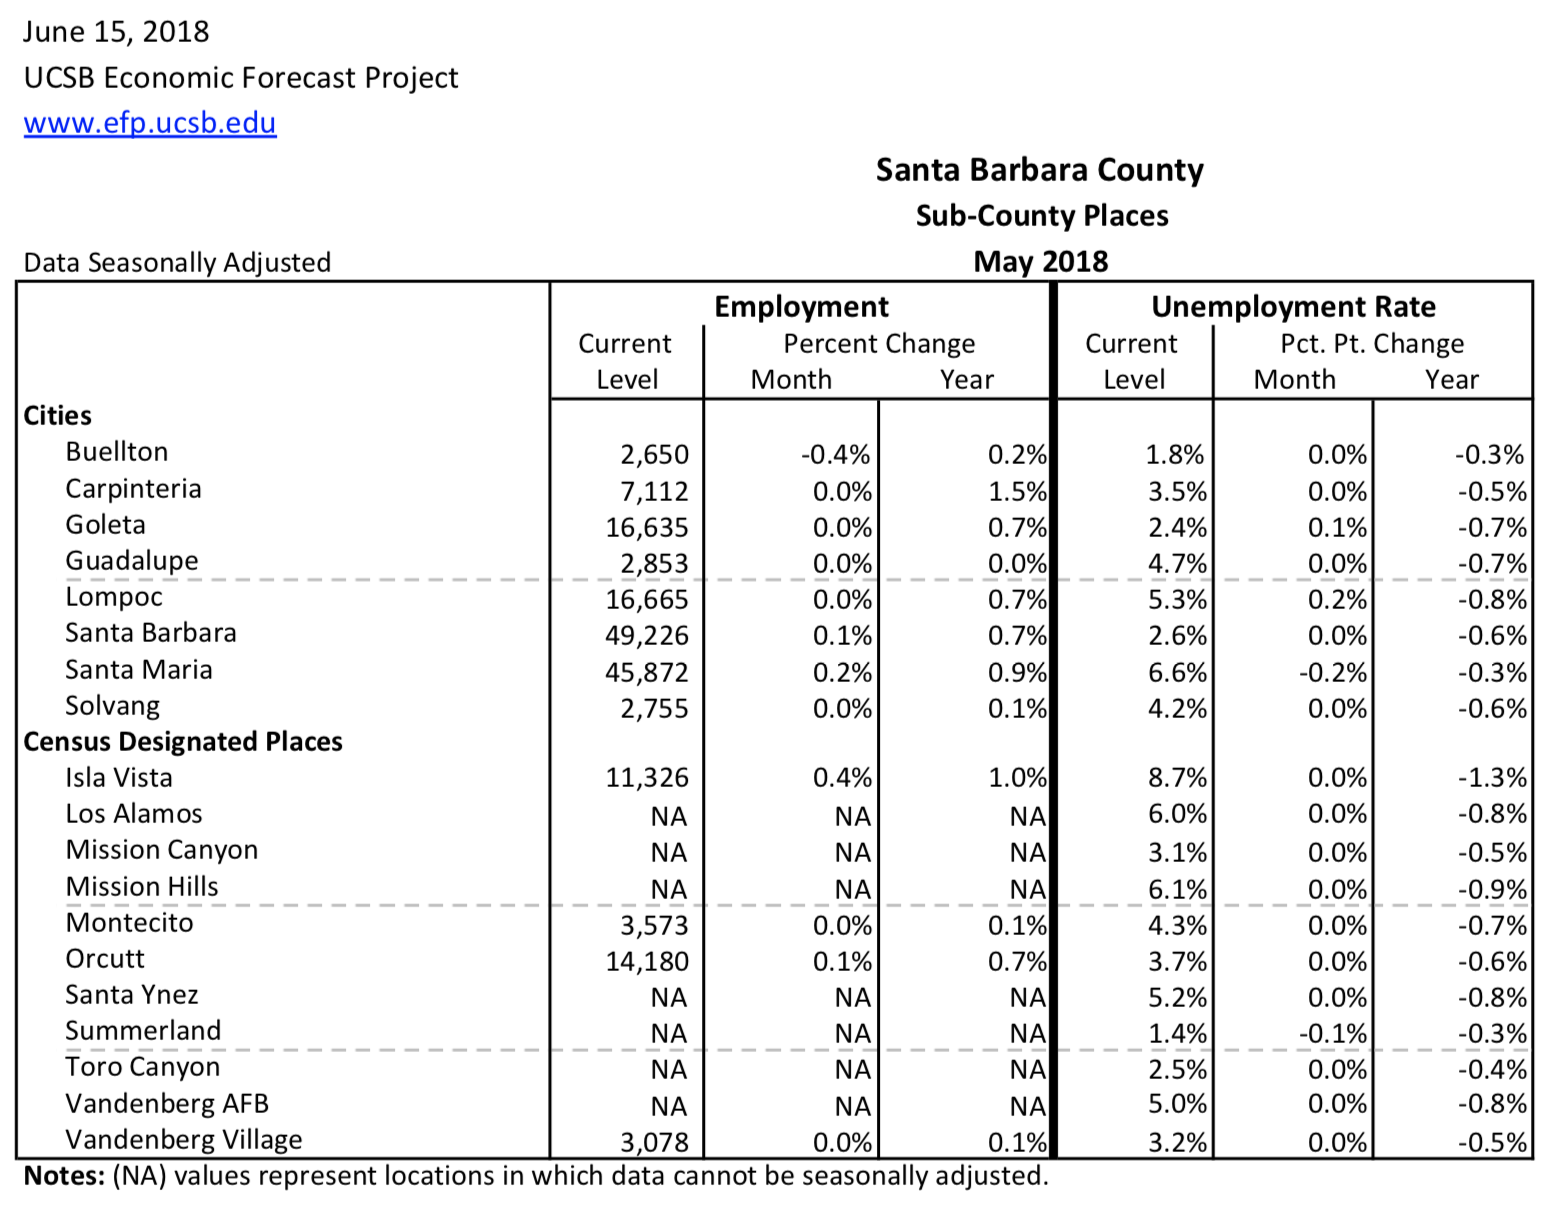 June 15, 2018
UCSB Economic Forecast Project
www.efp.ucsb.edu
Santa Barbara County
Sub-County Places
Data Seasonally Adjusted May 2018
Employment Unemployment Rate
Current Percent Change Current Pct. Pt. Change
Level Month Year Level Month Year
Cities
Buellton 2,650 -0.4% 0.2% 1.8% 0.0% -0.3%
Carpinteria 7,112 0.0% 1.5% 3.5% 0.0% -0.5%
Goleta 16,635 0.0% 0.7% 2.4% 0.1% -0.7%
Guadalupe 2,853 0.0% 0.0% 4.7% 0.0% -0.7%
Lompoc 16,665 0.0% 0.7% 5.3% 0.2% -0.8%
Santa Barbara 49,226 0.1% 0.7% 2.6% 0.0% -0.6%
Santa Maria 45,872 0.2% 0.9% 6.6% -0.2% -0.3%
Solvang 2,755 0.0% 0.1% 4.2% 0.0% -0.6%
Census Designated Places
Isla Vista 11,326 0.4% 1.0% 8.7% 0.0% -1.3%
Los Alamos NA NA NA 6.0% 0.0% -0.8%
Mission Canyon NA NA NA 3.1% 0.0% -0.5%
Mission Hills NA NA NA 6.1% 0.0% -0.9%
Montecito 3,573 0.0% 0.1% 4.3% 0.0% -0.7%
Orcutt 14,180 0.1% 0.7% 3.7% 0.0% -0.6%
Santa Ynez NA NA NA 5.2% 0.0% -0.8%
Summerland NA NA NA 1.4% -0.1% -0.3%
Toro Canyon NA NA NA 2.5% 0.0% -0.4%
Vandenberg AFB NA NA NA 5.0% 0.0% -0.8%
Vandenberg Village 3,078 0.0% 0.1% 3.2% 0.0% -0.5%
Notes: (NA) values represent locations in which data cannot be seasonally adjusted.